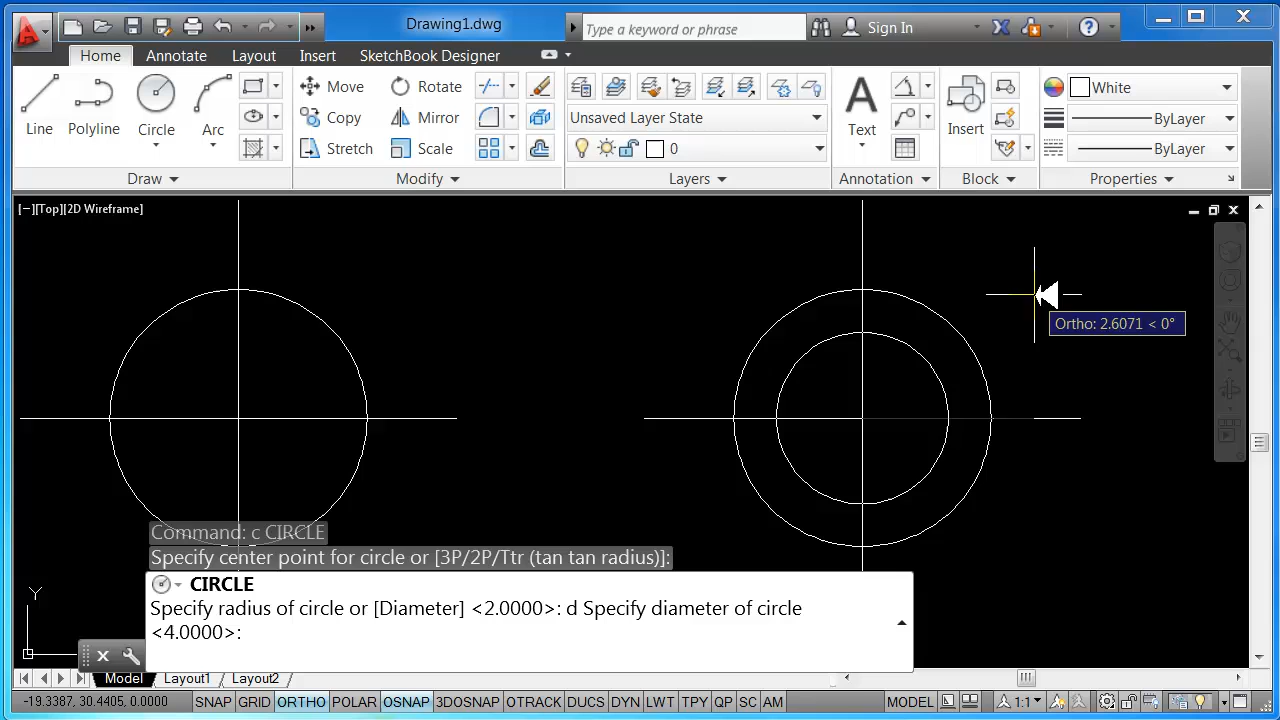 Drawing1.dwg
Type a keyword or phrase
Sign In
Home Annotate Layout Insert SketchBook Designer
Line Polyline Circle Arc
Move Rotate
Copy Mirror
Stretch Scale
Unsaved Layer State
0
Text
Insert
White
ByLayer
ByLayer
Draw Modify Layers Annotation Block Properties
[−][Top][2D Wireframe]
Ortho: 2.6071 < 0°
Command: c CIRCLE
Specify center point for circle or [3P/2P/Ttr (tan tan radius)]:
CIRCLE
Specify radius of circle or [Diameter] <2.0000>: d Specify diameter of circle
<4.0000>:
Y
Model Layout1 Layout2
-19.3387, 30.4405, 0.0000 SNAP GRID ORTHO POLAR OSNAP 3DOSNAP OTRACK DUCS DYN LWT TPY QP SC AM MODEL 1:1